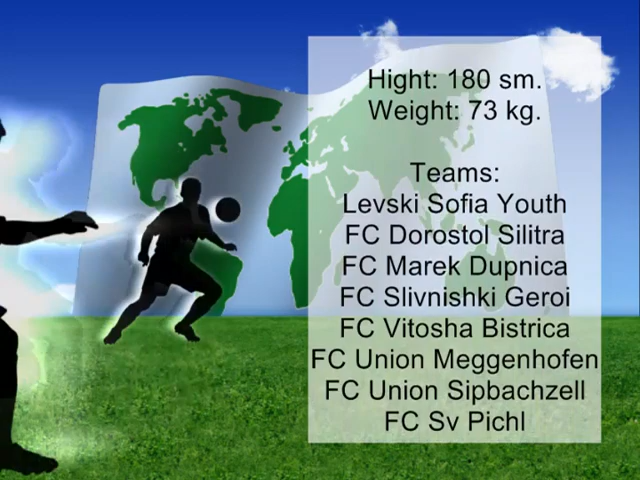 Hight: 180 sm.
Weight: 73 kg.
Teams:
Levski Sofia Youth
FC Dorostol Silitra
FC Marek Dupnica
FC Slivnishki Geroi
FC Vitosha Bistrica
FC Union Meggenhofen
FC Union Sipbachzell
FC Sv Pichl